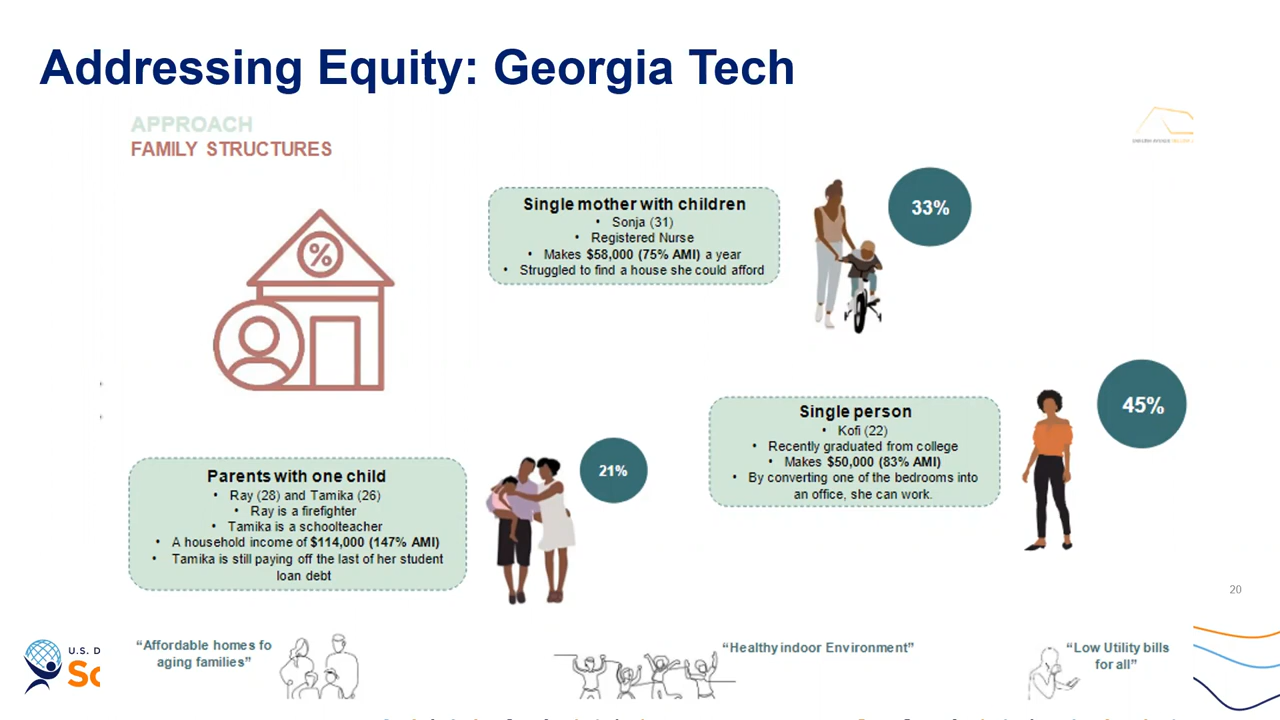 Addressing Equity: Georgia Tech
APPROACH
FAMILY STRUCTURES
%
Single mother with children
• Sonja (31)
• Registered Nurse
• Makes $58,000 (75% AMI) a year
• Struggled to find a house she could afford
33%
Single person
• Kofi (22)
• Recently graduated from college
• Makes $50,000 (83% AMI)
• By converting one of the bedrooms into
an office, she can work.
45%
Parents with one child
• Ray (28) and Tamika (26)
• Ray is a firefighter
• Tamika is a schoolteacher
• A household income of $114,000 (147% AMI)
• Tamika is still paying off the last of her student
loan debt
21%
20
U.S. D
So
“Affordable homes fo
aging families”
“Healthy indoor Environment”
“Low Utility bills
for all”